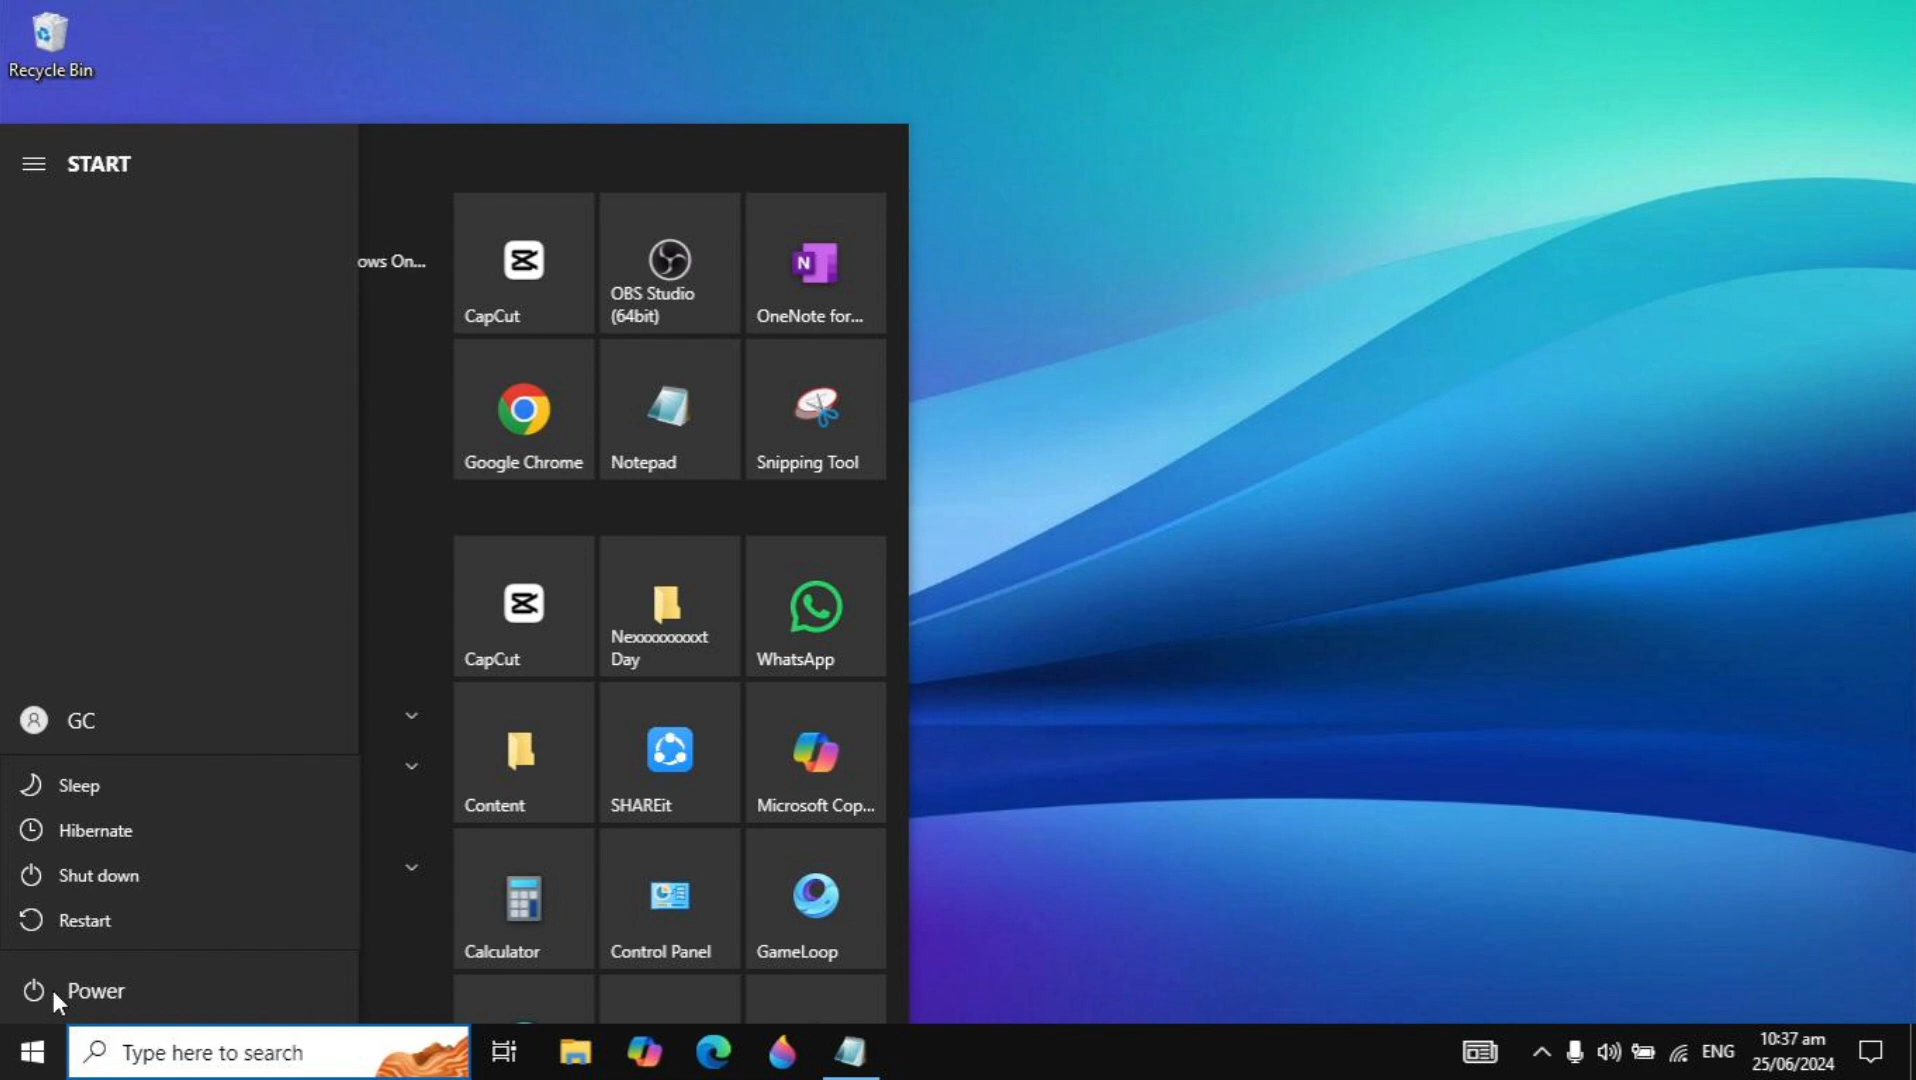 Recycle Bin
START
ows On...
CapCut
OBS Studio
(64bit)
OneNote for...
Google Chrome
Notepad
Snipping Tool
CapCut
Nexxxxxxxxxt
Day
WhatsApp
GC
Content
SHAREit
Microsoft Cop...
Sleep
Hibernate
Shut down
Restart
Calculator
Control Panel
GameLoop
Power
Type here to search
ENG
10:37 am
25/06/2024